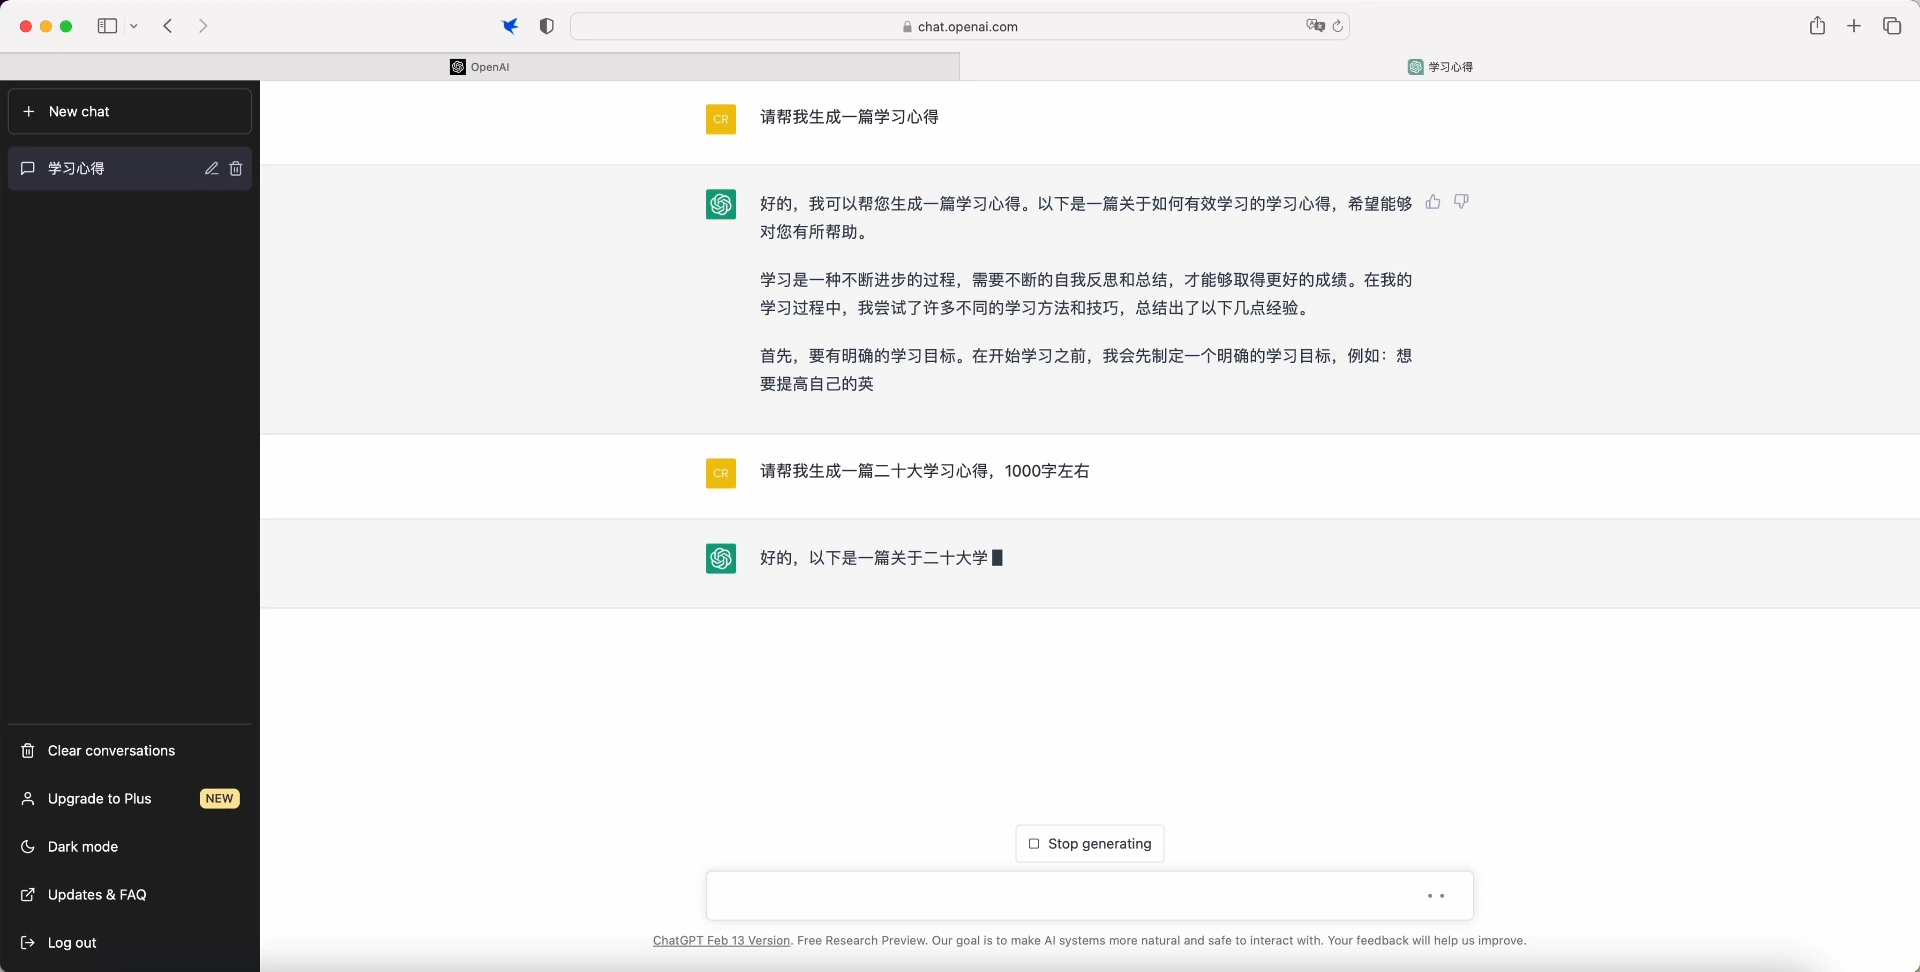 chat.openai.com
OpenAI
学习心得
New chat
学习心得
CR
请帮我生成一篇学习心得
好的，我可以帮您生成一篇学习心得。以下是一篇关于如何有效学习的学习心得，希望能够
对您有所帮助。
学习是一种不断进步的过程，需要不断的自我反思和总结，才能够取得更好的成绩。在我的
学习过程中，我尝试了许多不同的学习方法和技巧，总结出了以下几点经验。
首先，要有明确的学习目标。在开始学习之前，我会先制定一个明确的学习目标，例如：想
要提高自己的英
CR
请帮我生成一篇二十大学习心得，1000字左右
好的，以下是一篇关于二十大学
Clear conversations
Upgrade to Plus NEW
Dark mode
Updates & FAQ
Log out
Stop generating
ChatGPT Feb 13 Version. Free Research Preview. Our goal is to make AI systems more natural and safe to interact with. Your feedback will help us improve.